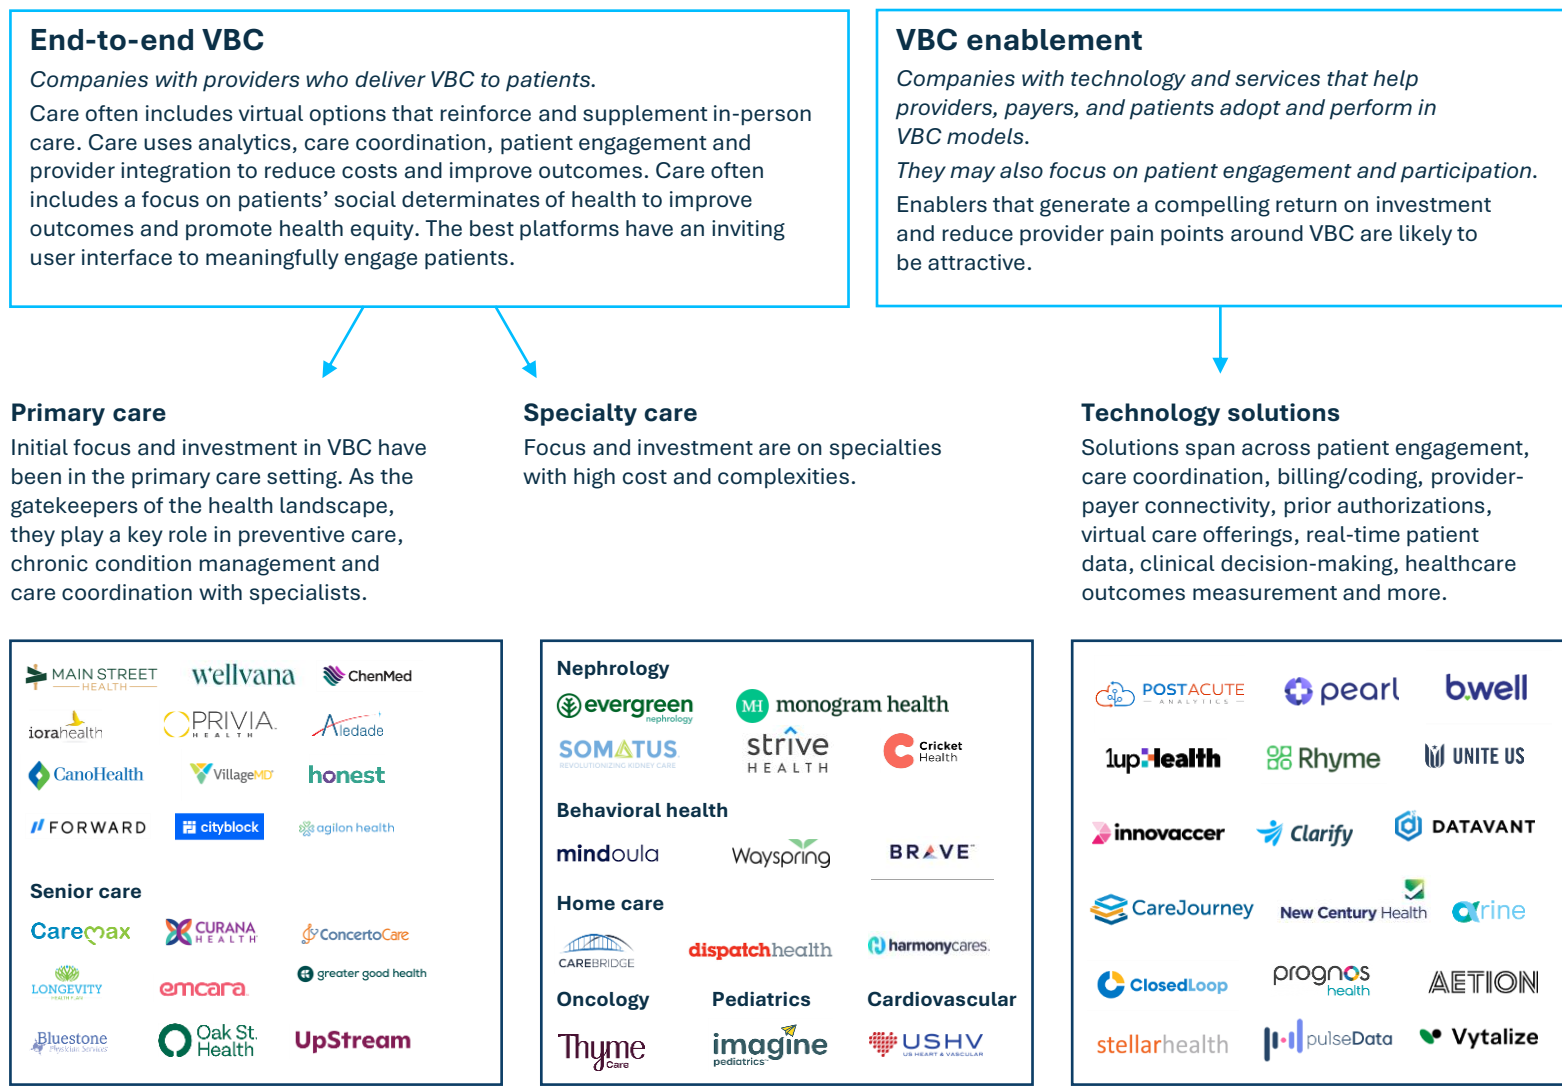 End-to-end VBC
Companies with providers who deliver VBC to patients.
Care often includes virtual options that reinforce and supplement in-person
care. Care uses analytics, care coordination, patient engagement and
provider integration to reduce costs and improve outcomes. Care often
includes a focus on patients’ social determinates of health to improve
outcomes and promote health equity. The best platforms have an inviting
user interface to meaningfully engage patients.
VBC enablement
Companies with technology and services that help
providers, payers, and patients adopt and perform in
VBC models.
They may also focus on patient engagement and participation.
Enablers that generate a compelling return on investment
and reduce provider pain points around VBC are likely to
be attractive.
Primary care
Initial focus and investment in VBC have
been in the primary care setting. As the
gatekeepers of the health landscape,
they play a key role in preventive care,
chronic condition management and
care coordination with specialists.
Specialty care
Focus and investment are on specialties
with high cost and complexities.
Technology solutions
Solutions span across patient engagement,
care coordination, billing/coding, provider-
payer connectivity, prior authorizations,
virtual care offerings, real-time patient
data, clinical decision-making, healthcare
outcomes measurement and more.
MAIN STREET
HEALTH
wellvana
ChenMed
iorahealth
PRIVIA
HEALTH
Aledade
CanoHealth
VillageMD
honest
FORWARD
cityblock
agilon health
Senior care
Caremax
CURANA
HEALTH
ConcertoCare
LONGEVITY
HEALTH PLAN
emcara
greater good health
Bluestone
Physician Services
Oak St.
Health
UpStream
Nephrology
evergreen
nephrology
MH monogram health
SOMATUS
REVOLUTIONIZING KIDNEY CARE
strive
HEALTH
Cricket
Health
Behavioral health
mindoula
Wayspring
BRAVE™
Home care
CAREBRIDGE
dispatchhealth
harmonycares.
Oncology
Thyme
Care
Pediatrics
imagine
pediatrics™
Cardiovascular
USHV
US HEART & VASCULAR
POSTACUTE
ANALYTICS
pearl
b.well
1upHealth
Rhyme
UNITE US
innovaccer
Clarify
DATAVANT
CareJourney
New Century Health
arine
ClosedLoop
prognos
health
AETION
stellarhealth
pulseData
Vytalize